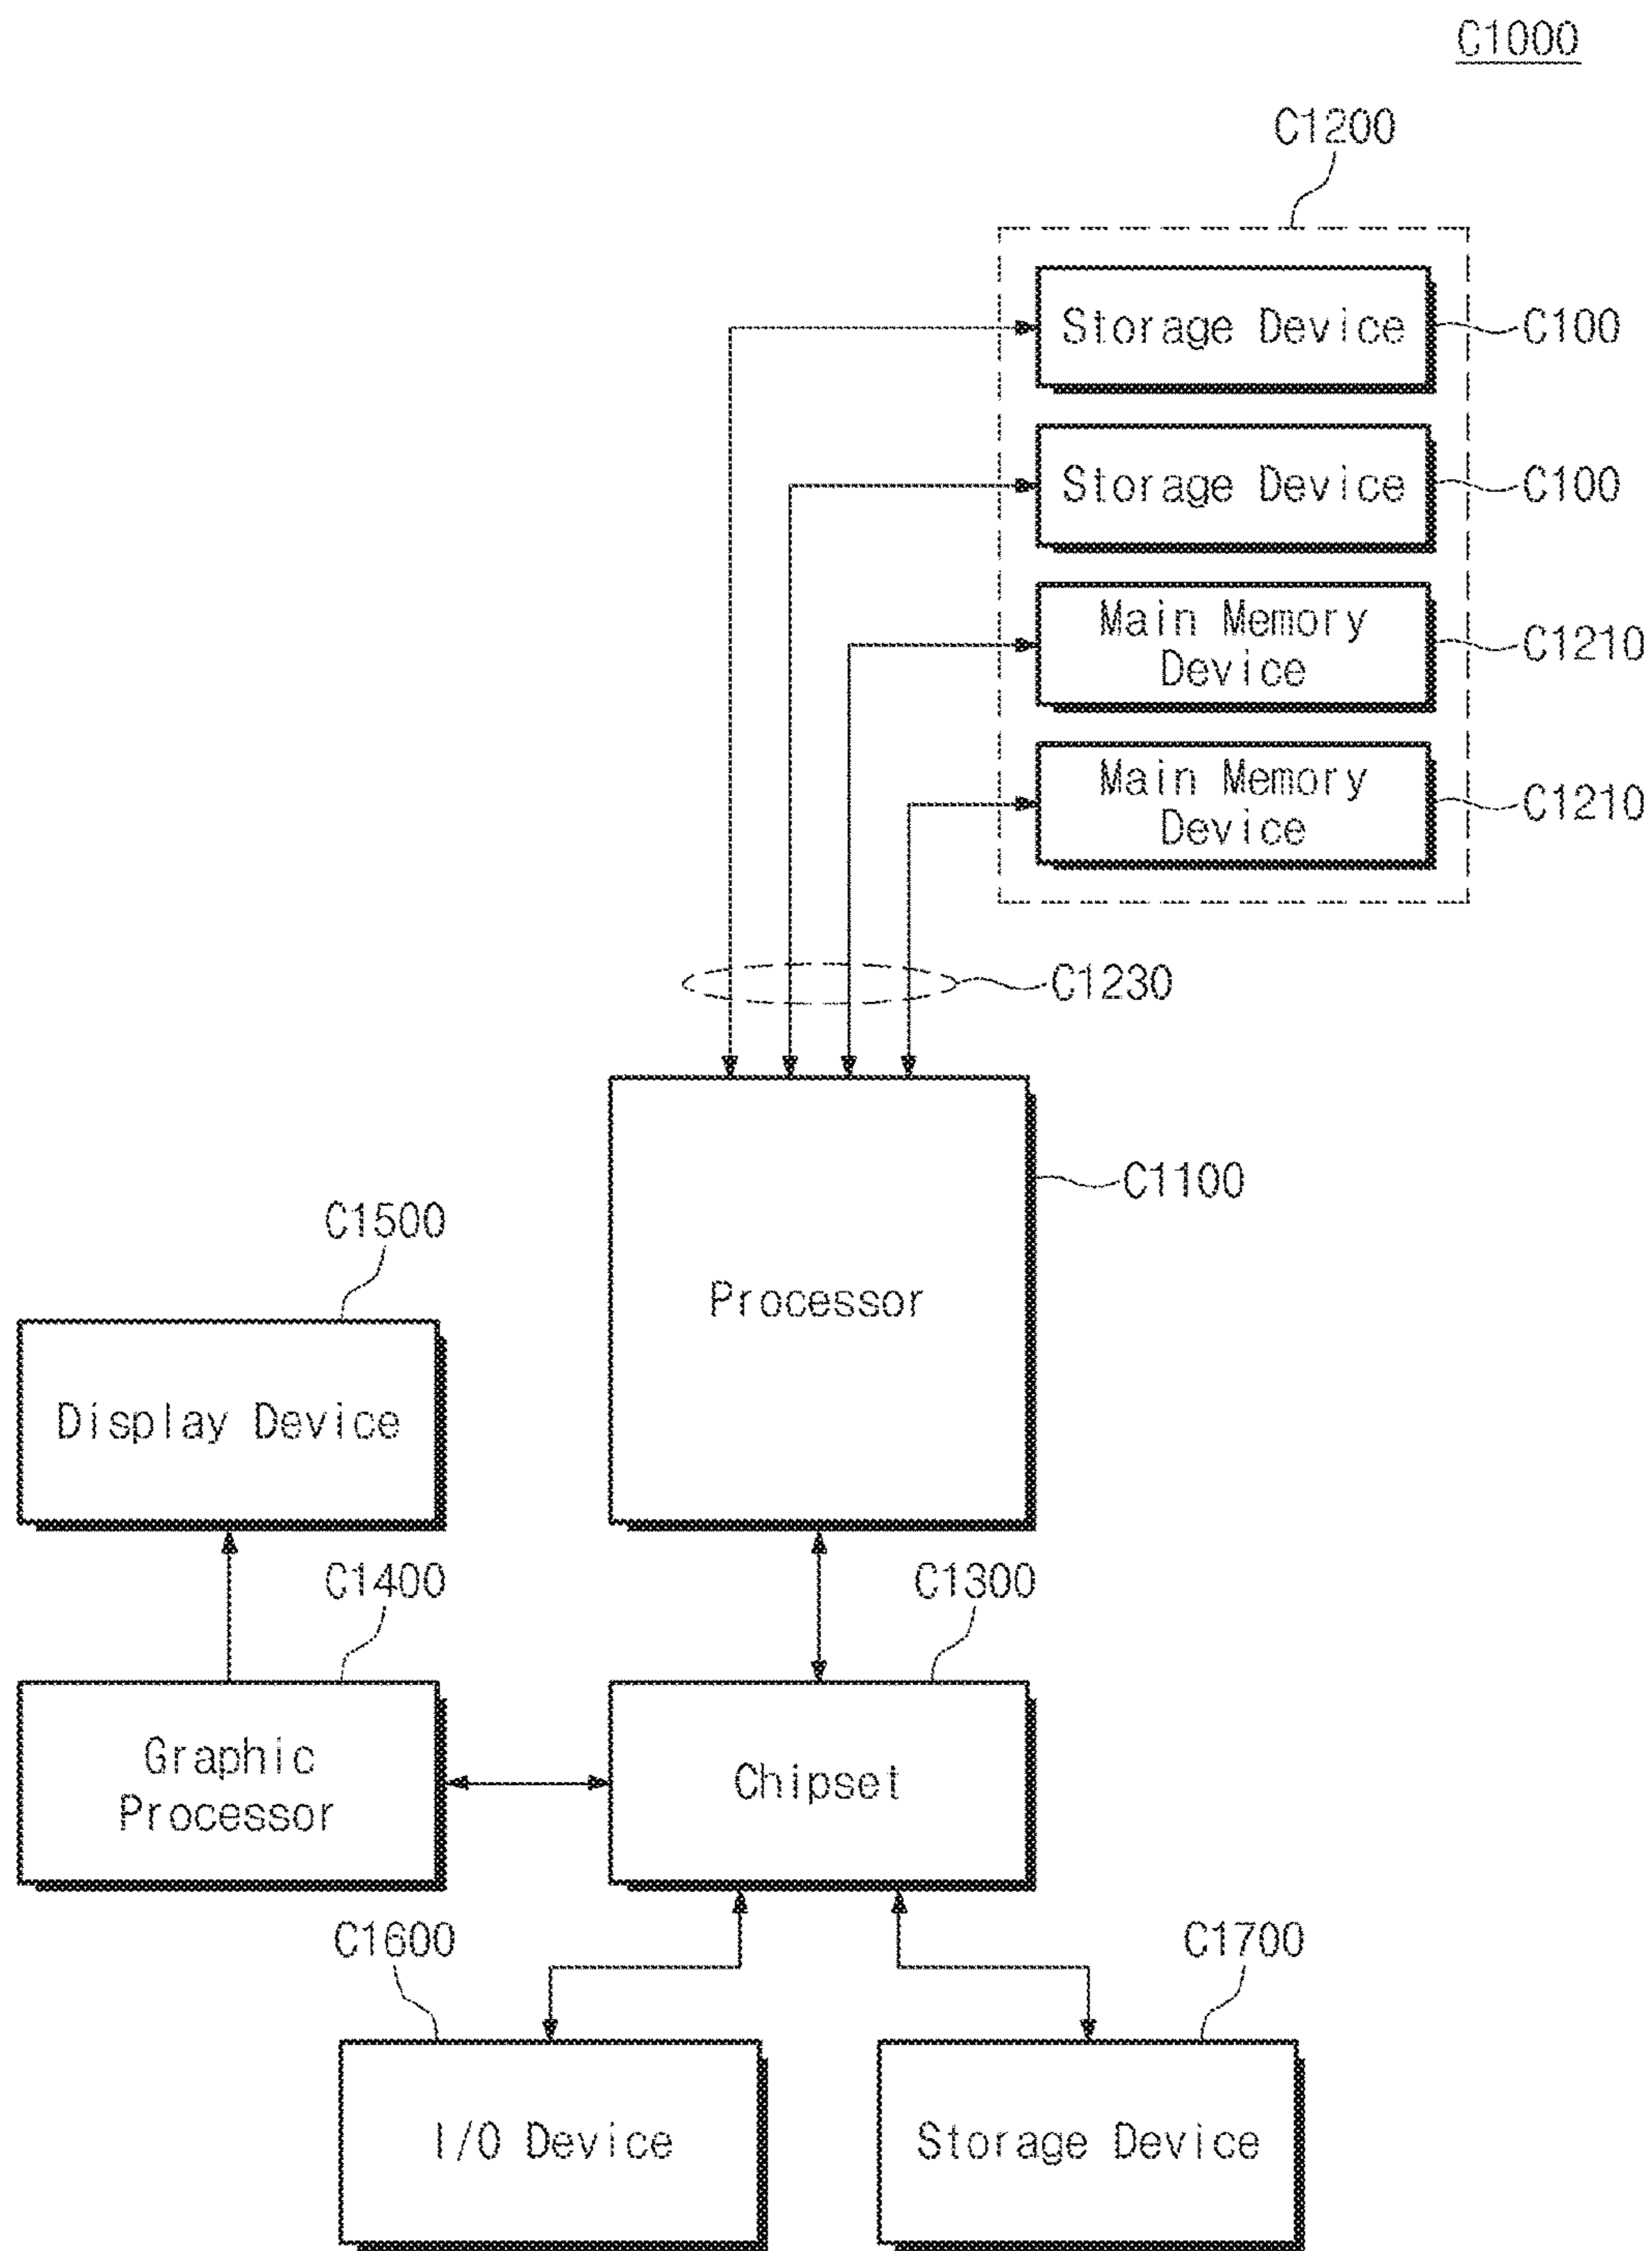 C1000
C1200
Storage Device
C100
Storage Device
C100
Main Memory
Device
C1210
Main Memory
Device
C1210
C1230
C1100
Processor
C1500
Display Device
C1400
C1300
Graphic
Processor
Chipset
C1600
C1700
I/O Device
Storage Device